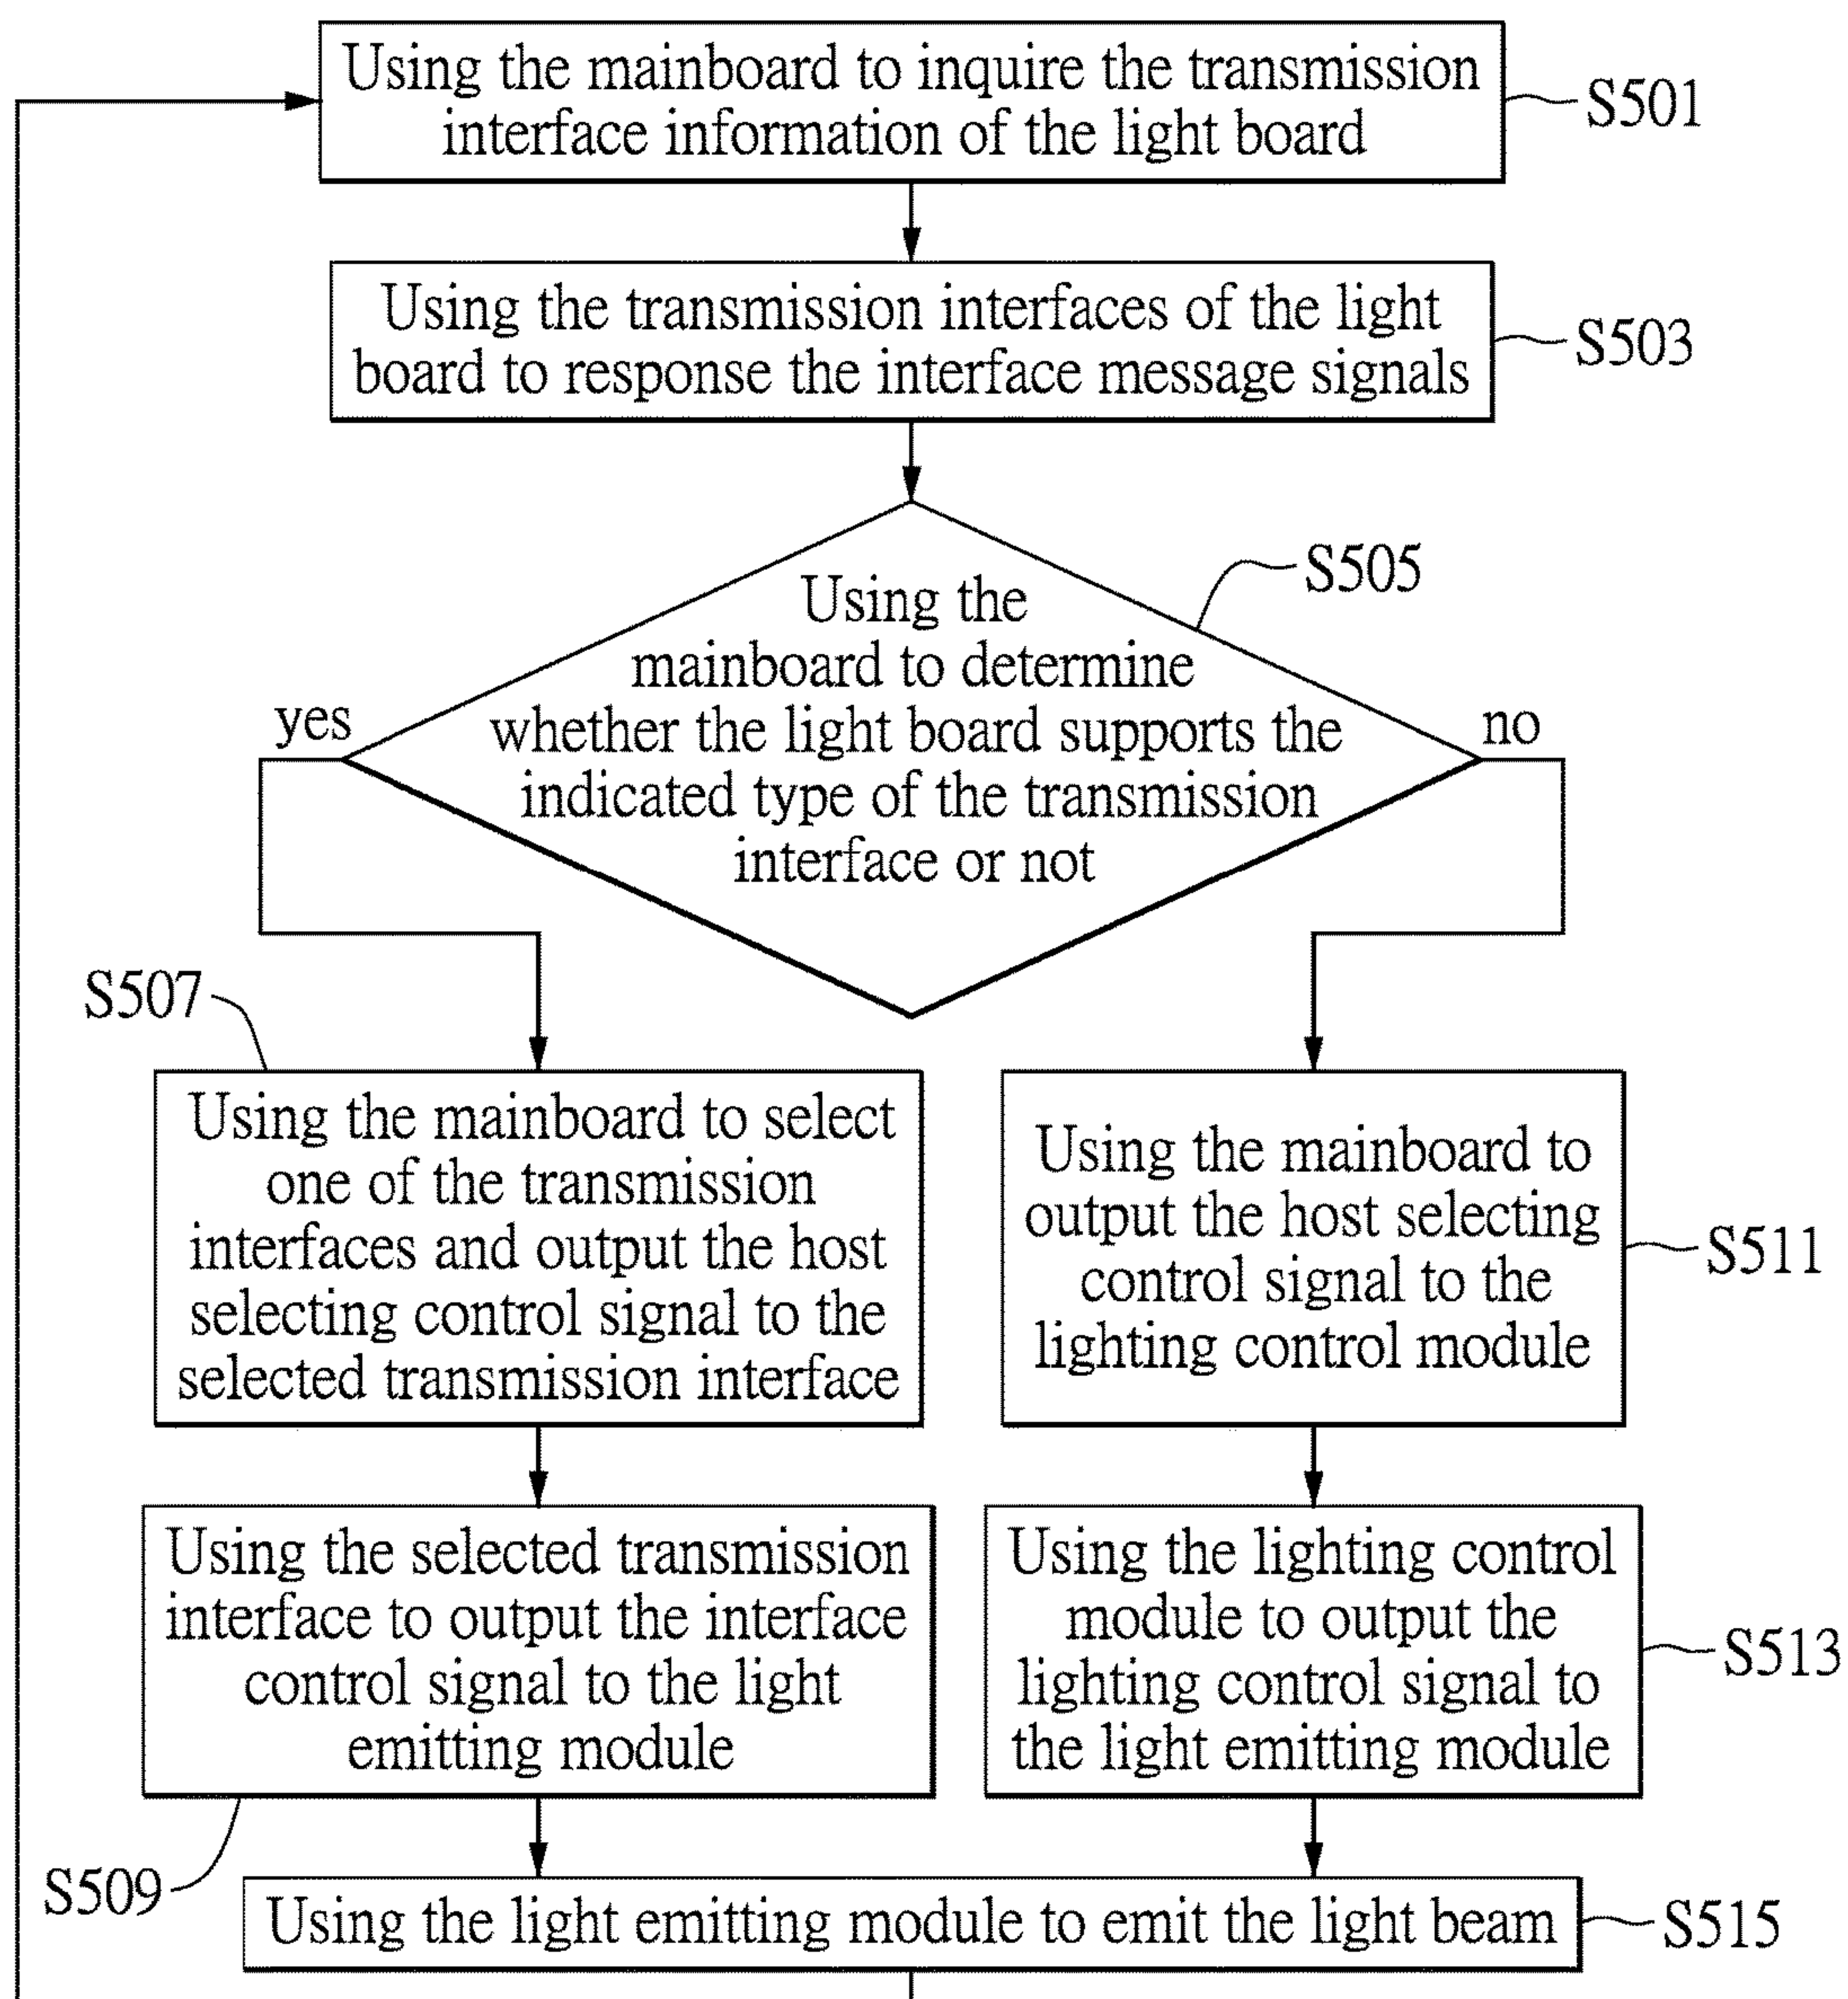 Using the mainboard to inquire the transmission
interface information of the light board
S501
Using the transmission interfaces of the light
board to response the interface message signals
S503
S505
Using the
mainboard to determine
whether the light board supports the
indicated type of the transmission
interface or not
yes
no
S507
Using the mainboard to select
one of the transmission
interfaces and output the host
selecting control signal to the
selected transmission interface
Using the mainboard to
output the host selecting
control signal to the
lighting control module
S511
Using the selected transmission
interface to output the interface
control signal to the light
emitting module
S509
Using the lighting control
module to output the
lighting control signal to
the light emitting module
S513
Using the light emitting module to emit the light beam
S515